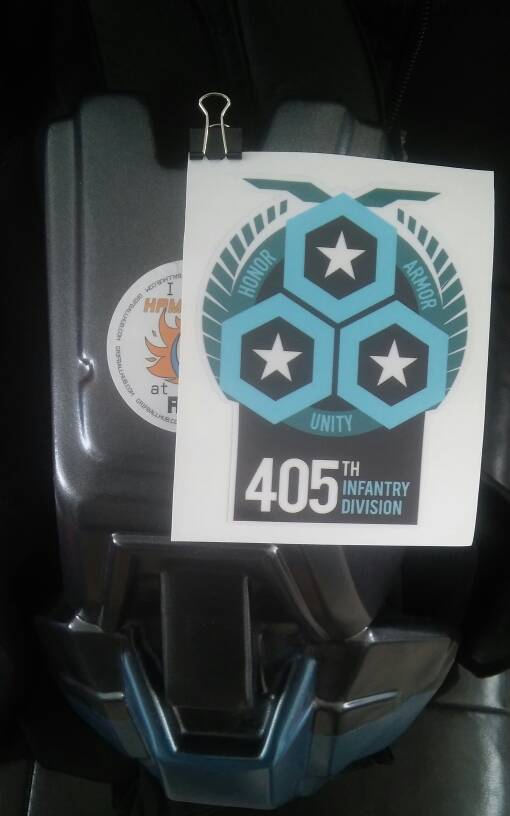 HONOR
ARMOR
UNITY
405TH
INFANTRY
DIVISION
I
at